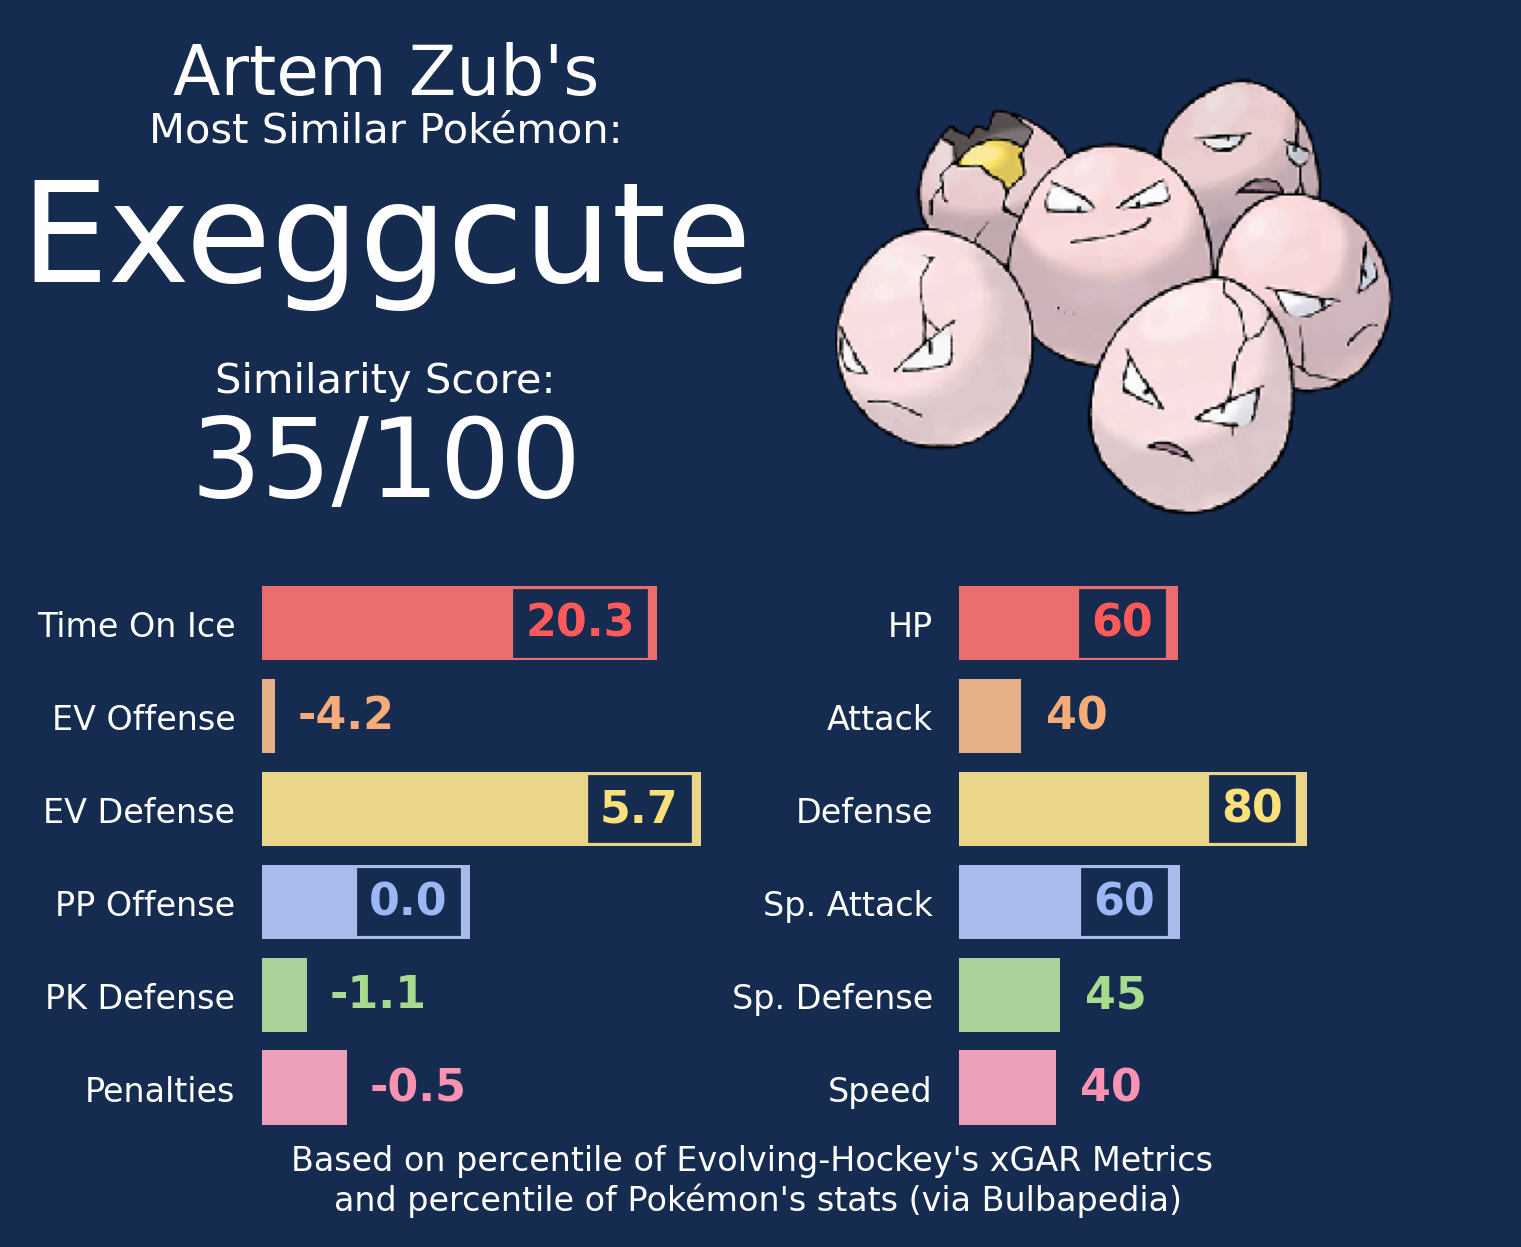 Artem Zub's
Most Similar Pokémon:
Exeggcute
Similarity Score:
35/100
Time On Ice 20.3
EV Offense -4.2
EV Defense 5.7
PP Offense 0.0
PK Defense -1.1
Penalties -0.5
HP 60
Attack 40
Defense 80
Sp. Attack 60
Sp. Defense 45
Speed 40
Based on percentile of Evolving-Hockey's xGAR Metrics
and percentile of Pokémon's stats (via Bulbapedia)